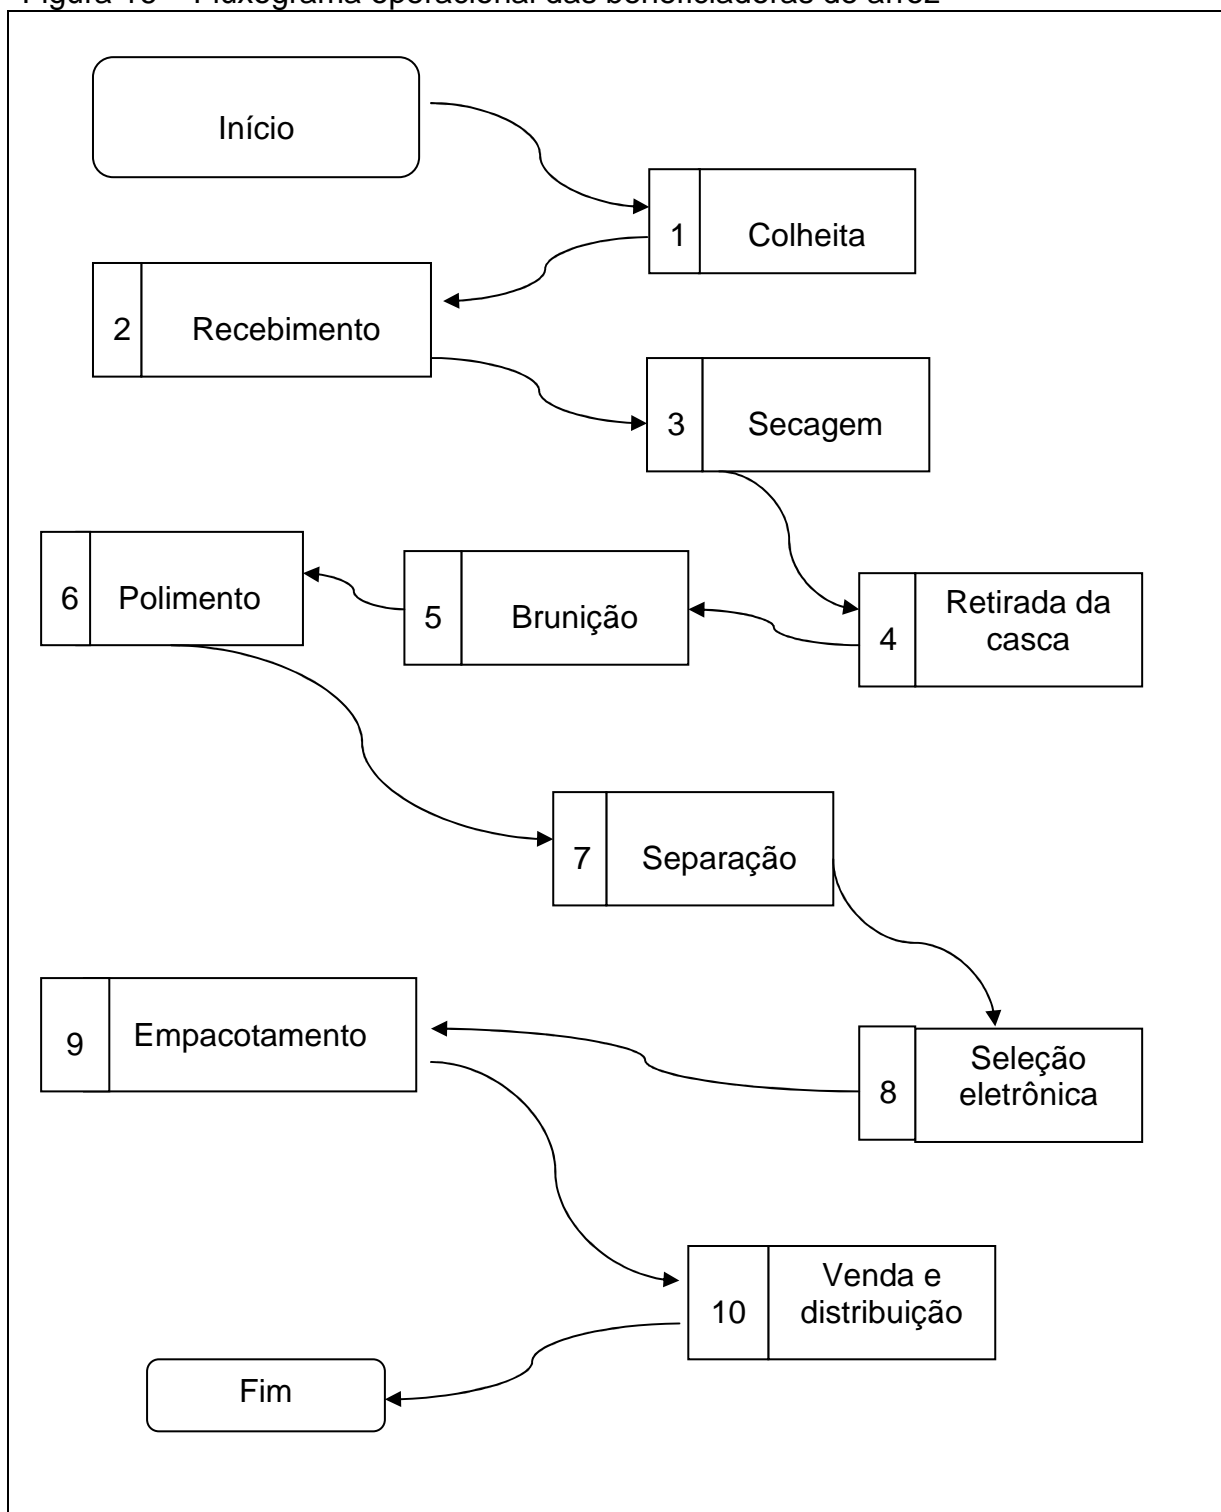 Início
1 Colheita
2 Recebimento
3 Secagem
6 Polimento
5 Brunição
4 Retirada da
casca
7 Separação
9 Empacotamento
8 Seleção
eletrônica
10 Venda e
distribuição
Fim